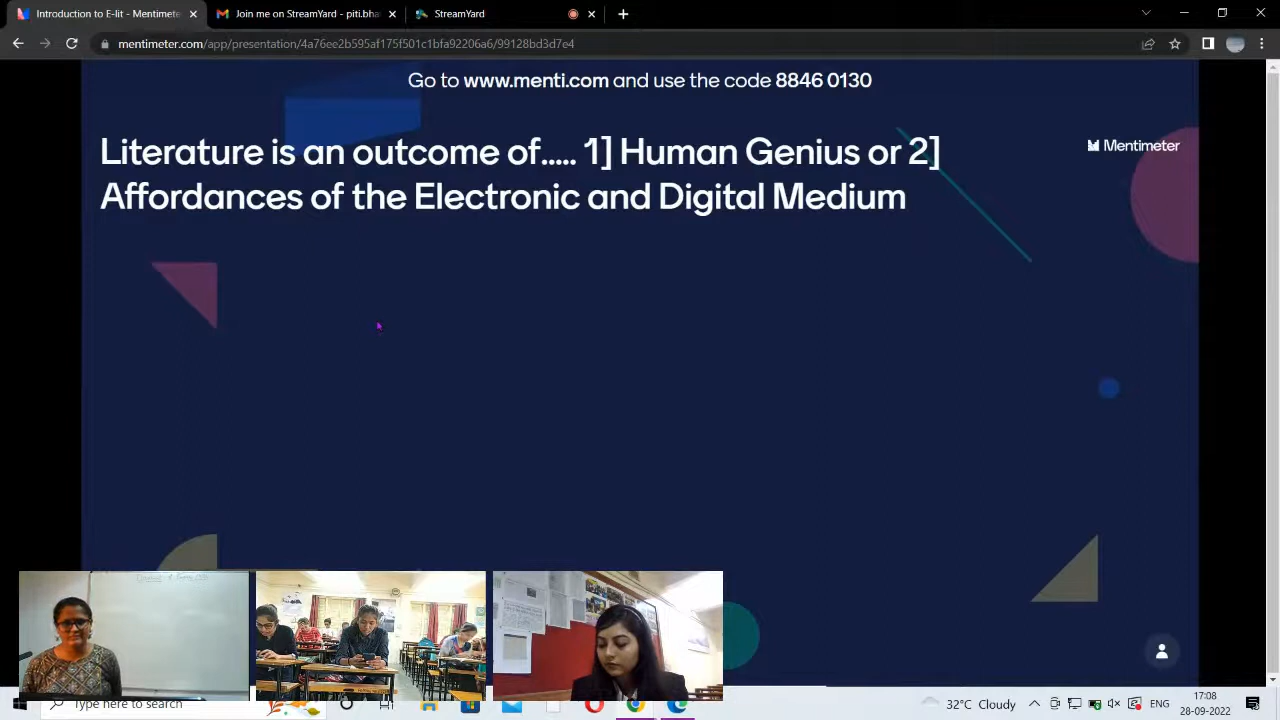 Introduction to E-lit - Mentimete
Join me on StreamYard - piti.bha
StreamYard
mentimeter.com/app/presentation/4a76ee2b595af175f501c1bfa92206a6/99128bd3d7e4
Go to www.menti.com and use the code 8846 0130
Literature is an outcome of..... 1] Human Genius or 2]
Affordances of the Electronic and Digital Medium
Mentimeter
Type here to search
32°C Cloudy
ENG
17:08
28-09-2022